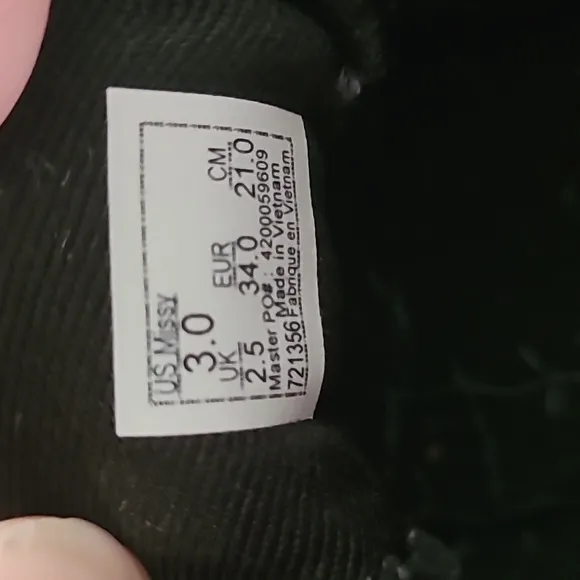 US Missy
3.0
UK EUR CM
2.5 34.0 21.0
Master PO# : 4200059609
Made in Vietnam
721356 Fabriqué en Vietnam